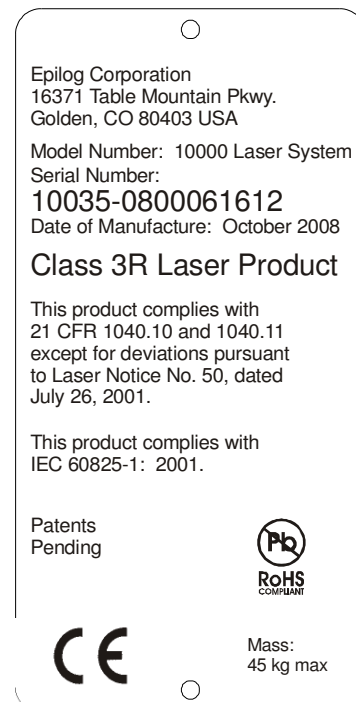 Epilog Corporation
16371 Table Mountain Pkwy.
Golden, CO 80403 USA
Model Number: 10000 Laser System
Serial Number:
10035-0800061612
Date of Manufacture: October 2008
Class 3R Laser Product
This product complies with
21 CFR 1040.10 and 1040.11
except for deviations pursuant
to Laser Notice No. 50, dated
July 26, 2001.
This product complies with
IEC 60825-1: 2001.
Patents
Pending
Pb
RoHS
COMPLIANT
CE
Mass:
45 kg max